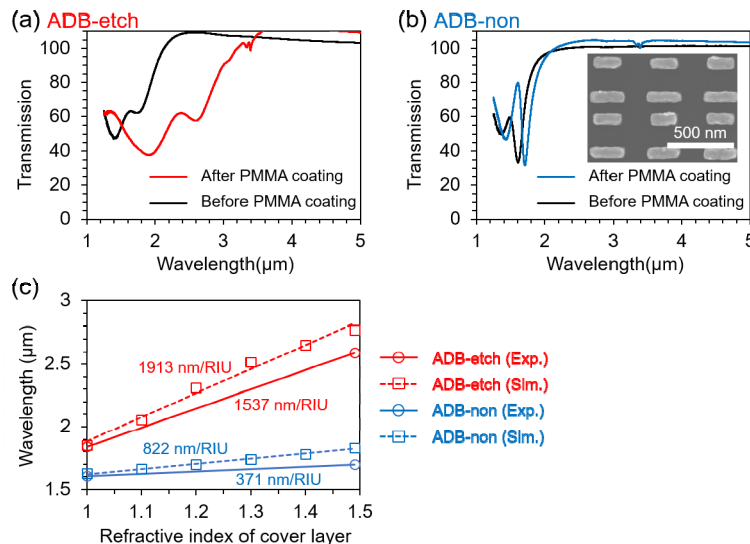 (a) ADB-etch
Transmission
110
100
80
60
40
20
0
After PMMA coating
Before PMMA coating
1 2 3 4 5
Wavelength(μm)
(b) ADB-non
Transmission
110
100
80
60
40
20
0
500 nm
After PMMA coating
Before PMMA coating
1 2 3 4 5
Wavelength(μm)
(c)
Wavelength (μm)
3
2.5
2
1.5
1913 nm/RIU
1537 nm/RIU
822 nm/RIU
371 nm/RIU
1 1.1 1.2 1.3 1.4 1.5
Refractive index of cover layer
ADB-etch (Exp.)
ADB-etch (Sim.)
ADB-non (Exp.)
ADB-non (Sim.)